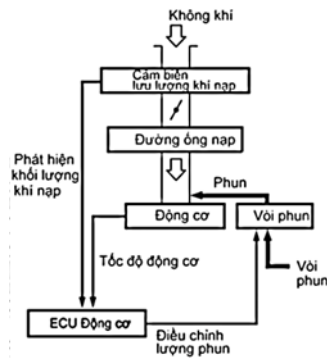 Không khí
Cảm biến
lưu lượng khí nạp
Đường ống nạp
Phát hiện
khối lượng
khí nạp
Phun
Động cơ
Vòi phun
Tốc độ động cơ
Vòi
phun
ECU Động cơ
Điều chỉnh
lượng phun